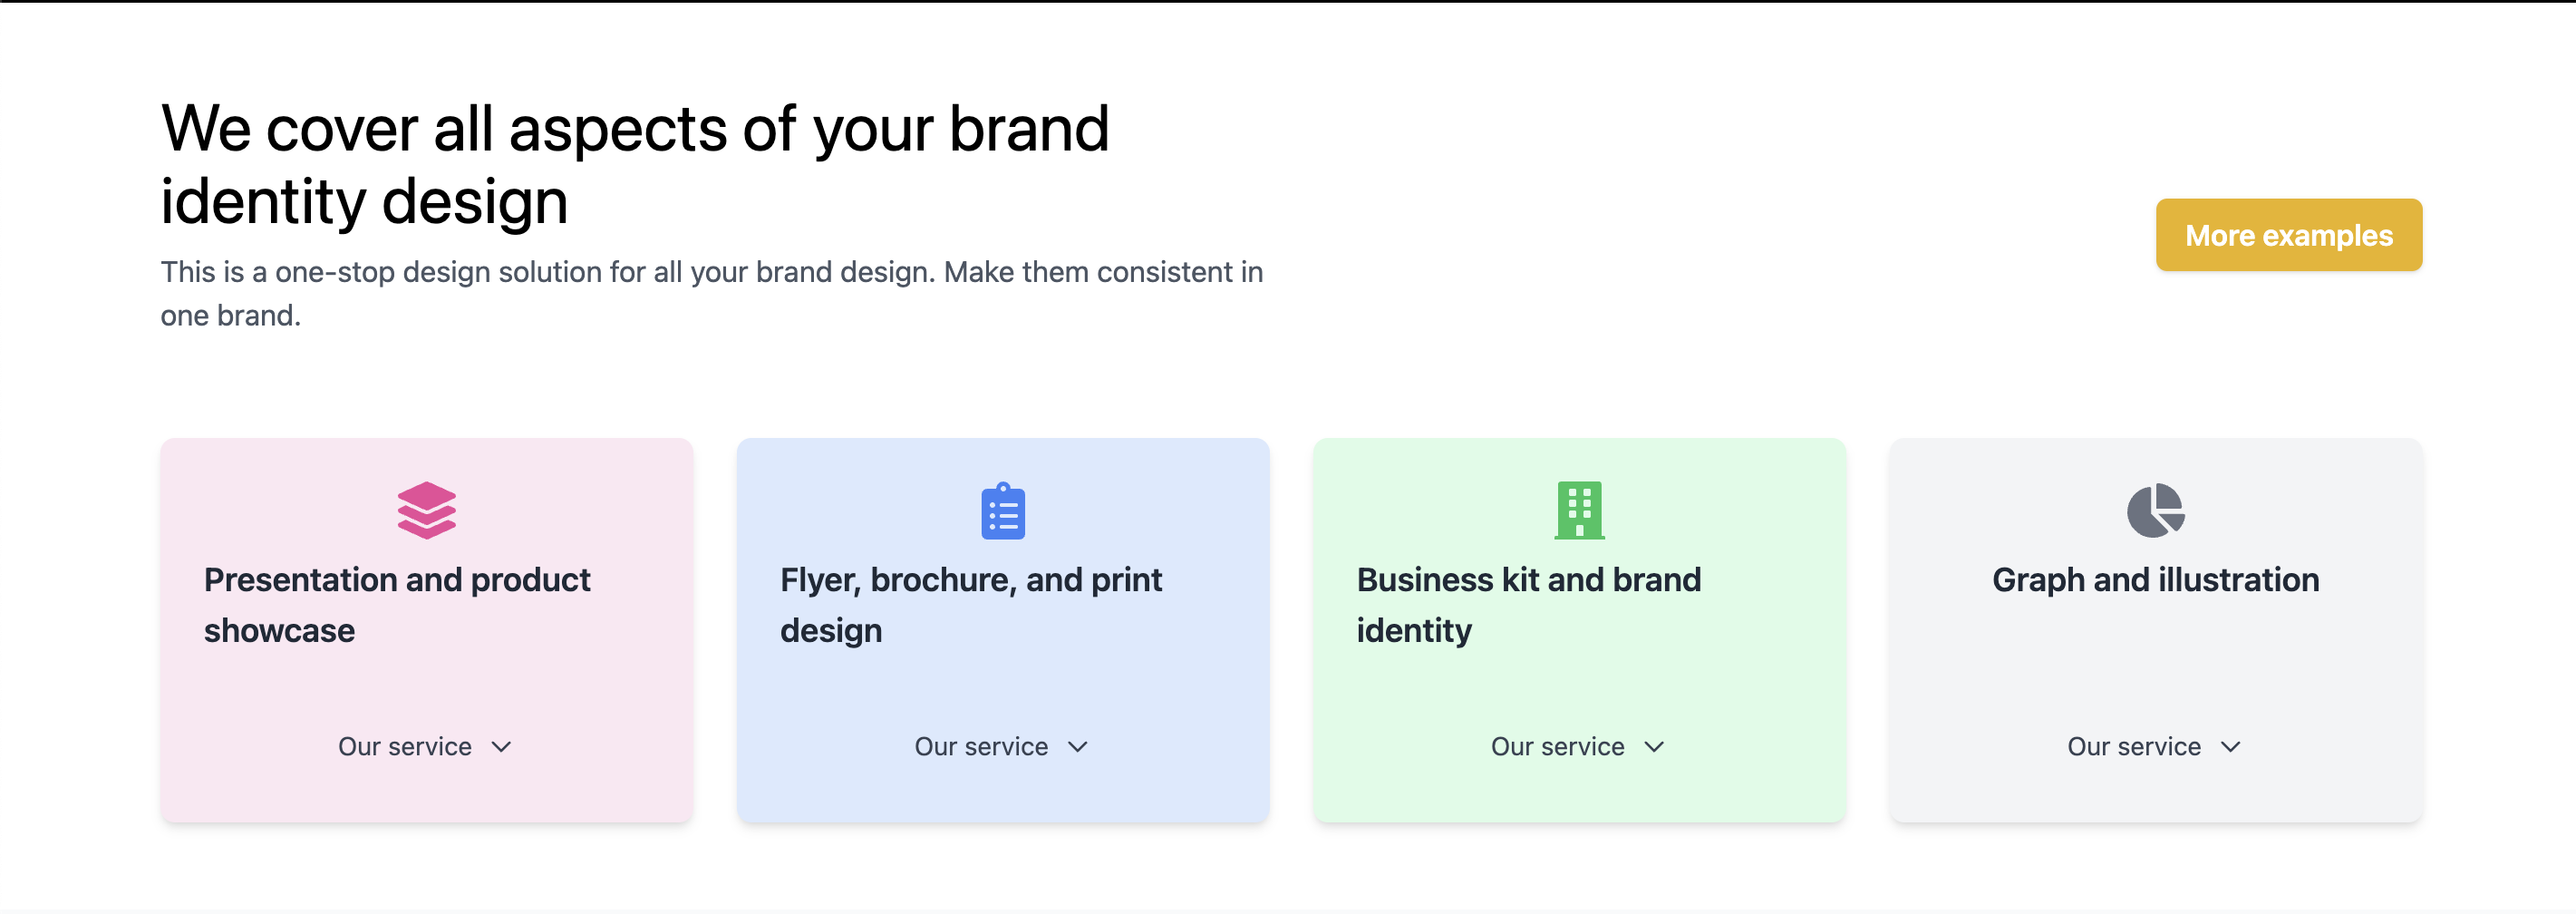 We cover all aspects of your brand
identity design
This is a one-stop design solution for all your brand design. Make them consistent in
one brand.
More examples
Presentation and product
showcase
Our service
Flyer, brochure, and print
design
Our service
Business kit and brand
identity
Our service
Graph and illustration
Our service